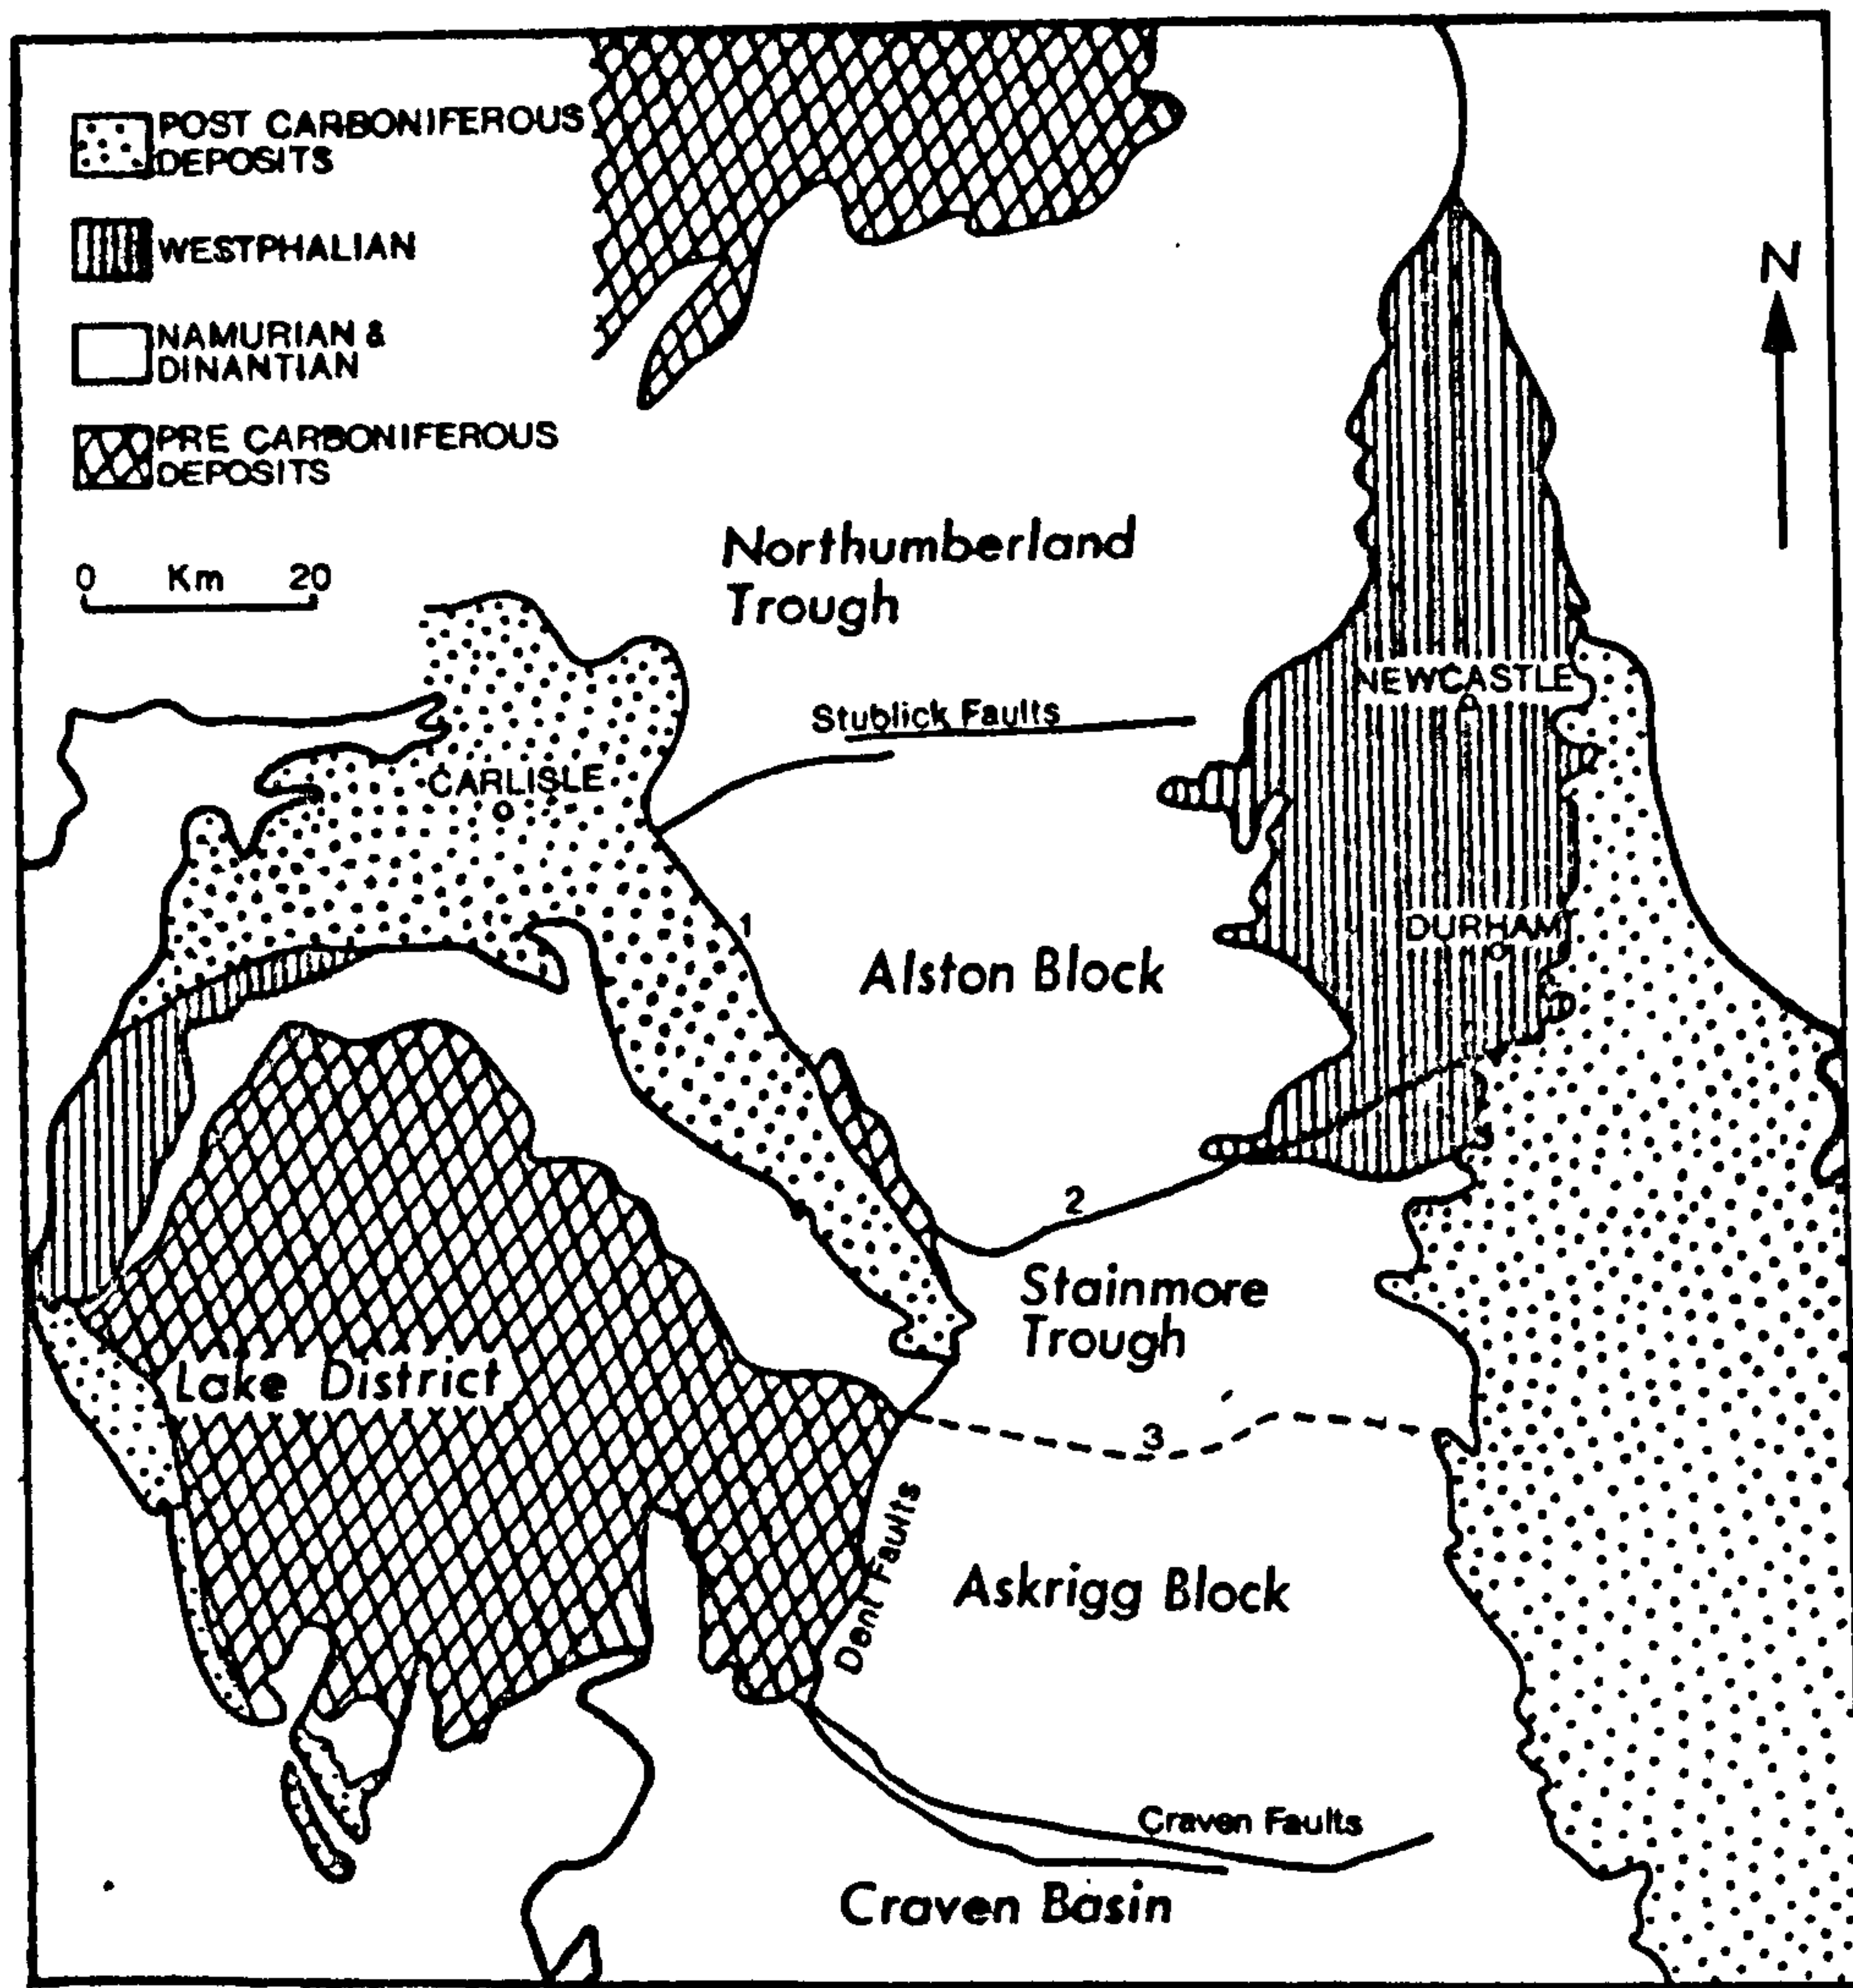 POST CARBONIFEROUS
DEPOSITS
WESTPHALIAN
NAMURIAN &
DINANTIAN
PRE CARBONIFEROUS
DEPOSITS
0 Km 20
N
Northumberland
Trough
NEWCASTLE
Stublick Faults
CARLISLE
1
DURHAM
Alston Block
2
Stainmore
Trough
Lake District
3
Dent Faults
Askrigg Block
Craven Faults
Craven Basin